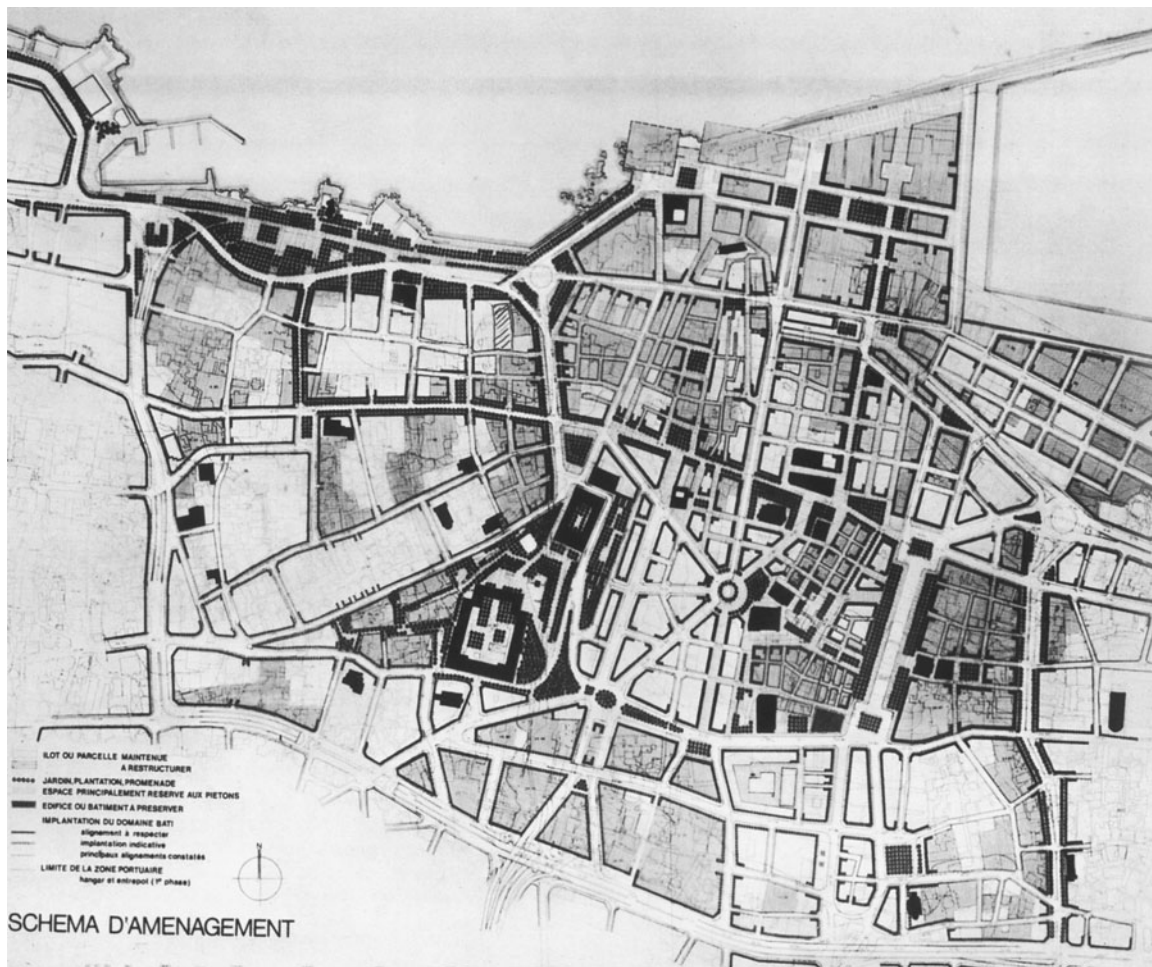 ILOT OU PARCELLE MAINTENUE
A RESTRUCTURER
JARDIN, PLANTATION, PROMENADE
ESPACE PRINCIPALEMENT RESERVE AUX PIETONS
EDIFICE OU BATIMENT A PRESERVER
IMPLANTATION DU DOMAINE BATI
alignement à respecter
implantation indicative
principaux alignements constatés
LIMITE DE LA ZONE PORTUAIRE
hangar et entrepot (1e phase)
N
SCHEMA D'AMENAGEMENT